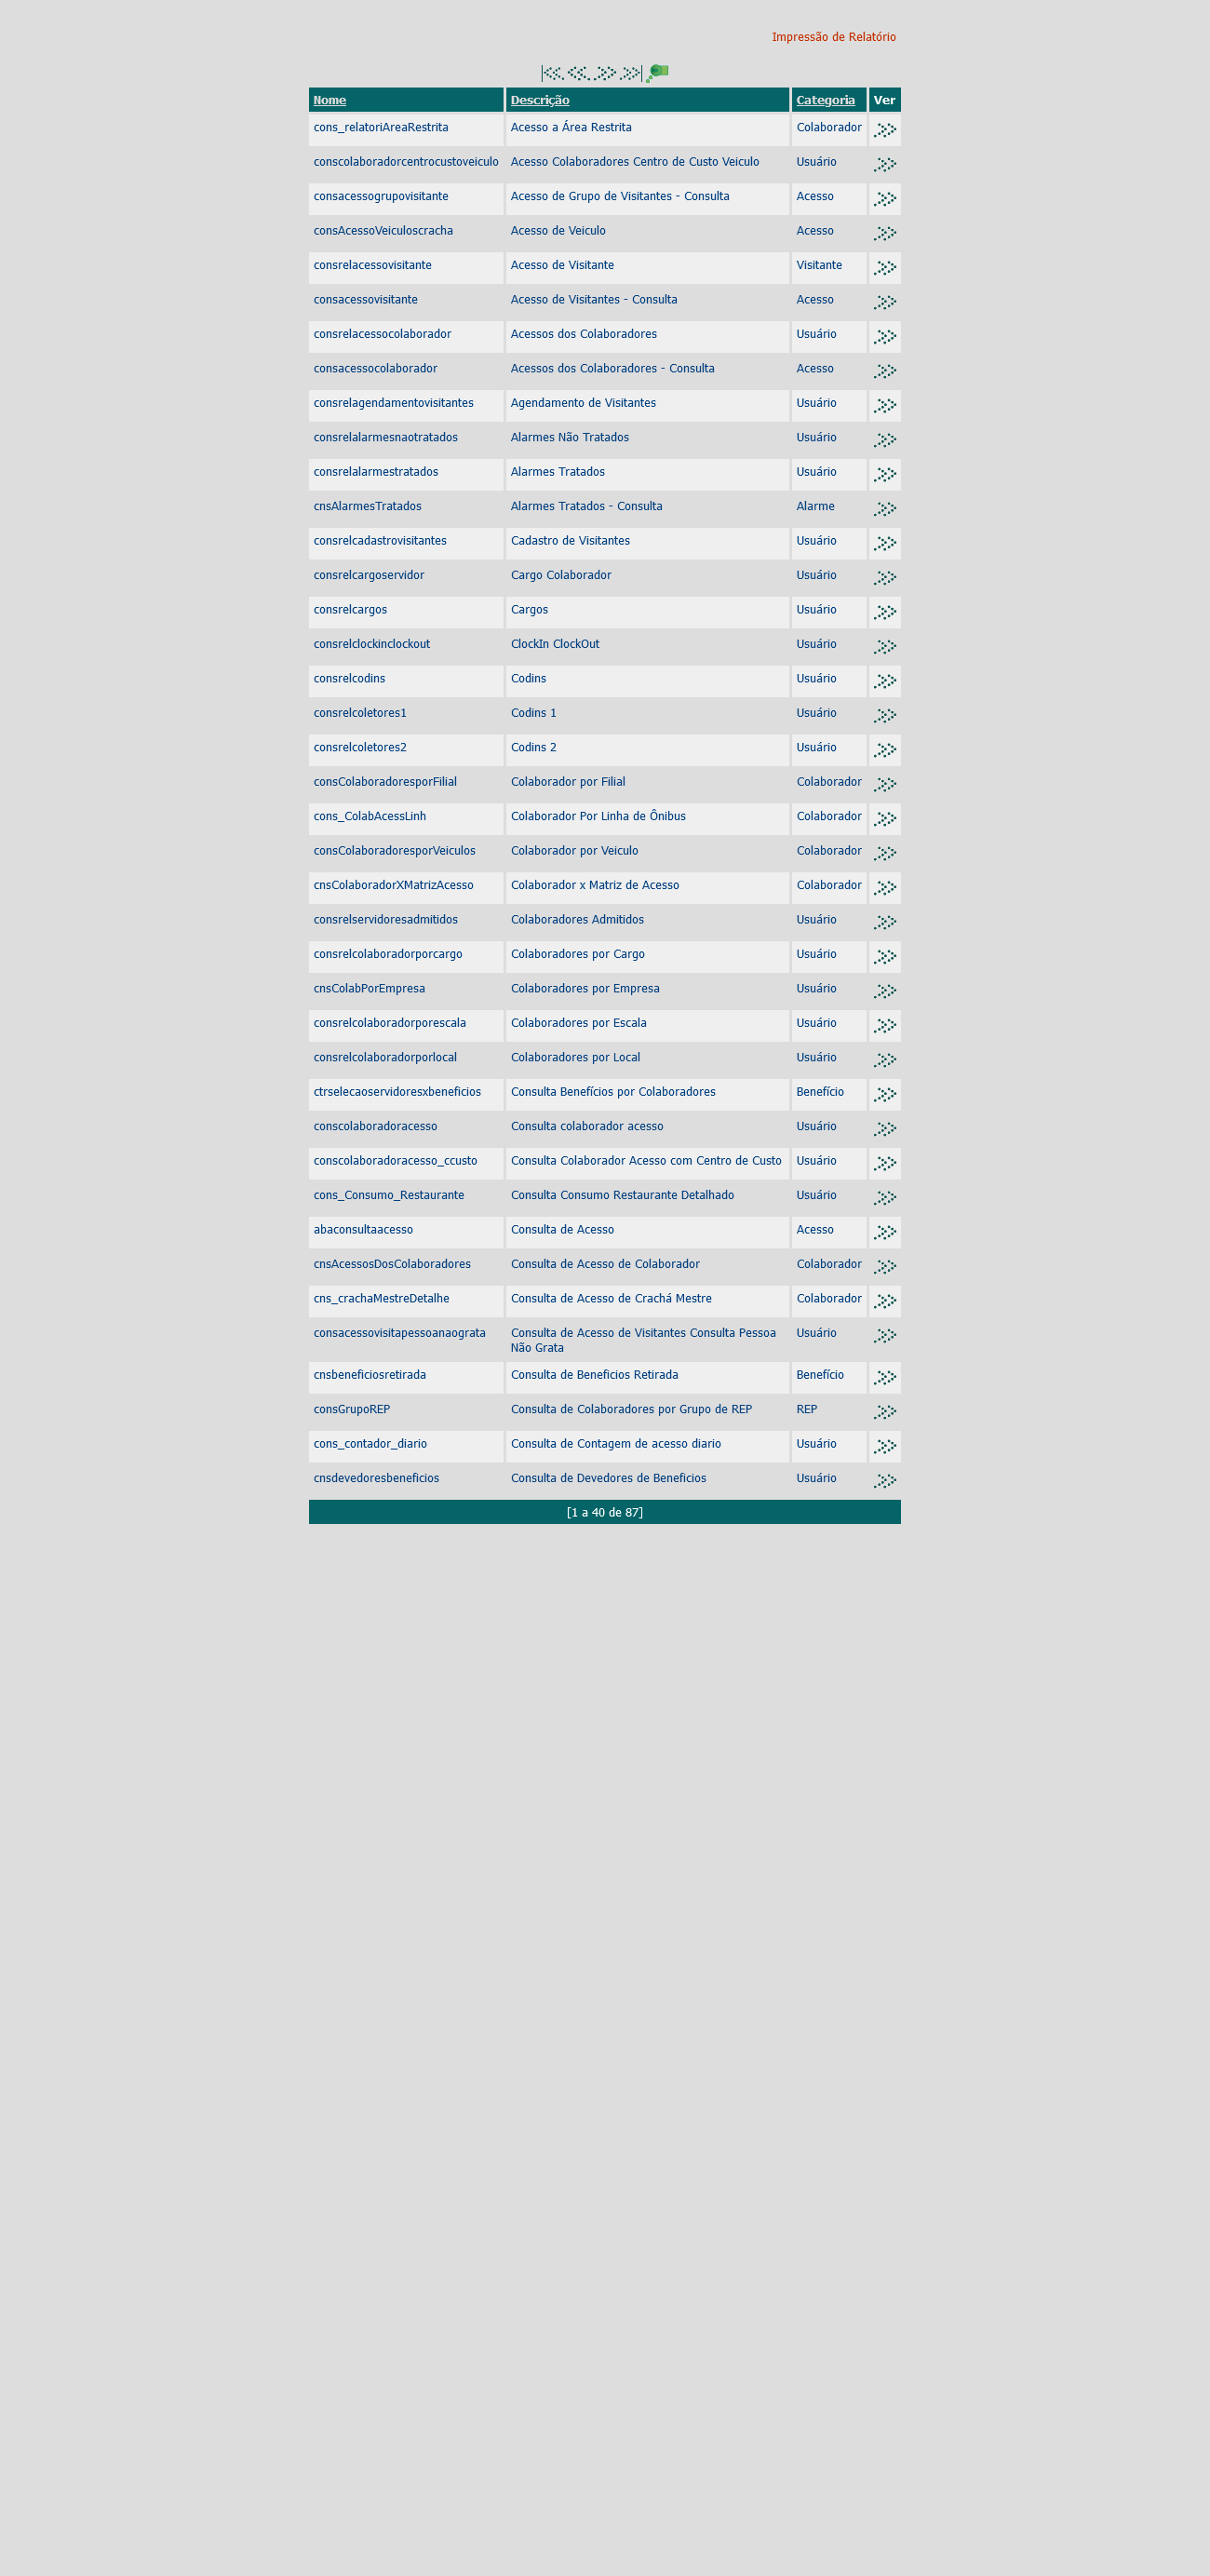 Impressão de Relatório
Nome Descrição Categoria Ver
cons_relatoriAreaRestrita Acesso a Área Restrita Colaborador
conscolaboradorcentrocustoveiculo Acesso Colaboradores Centro de Custo Veiculo Usuário
consacessogrupovisitante Acesso de Grupo de Visitantes - Consulta Acesso
consAcessoVeiculoscracha Acesso de Veiculo Acesso
consrelacessovisitante Acesso de Visitante Visitante
consacessovisitante Acesso de Visitantes - Consulta Acesso
consrelacessocolaborador Acessos dos Colaboradores Usuário
consacessocolaborador Acessos dos Colaboradores - Consulta Acesso
consrelagendamentovisitantes Agendamento de Visitantes Usuário
consrelalarmesnaotratados Alarmes Não Tratados Usuário
consrelalarmestratados Alarmes Tratados Usuário
cnsAlarmesTratados Alarmes Tratados - Consulta Alarme
consrelcadastrovisitantes Cadastro de Visitantes Usuário
consrelcargoservidor Cargo Colaborador Usuário
consrelcargos Cargos Usuário
consrelclockinclockout ClockIn ClockOut Usuário
consrelcodins Codins Usuário
consrelcoletores1 Codins 1 Usuário
consrelcoletores2 Codins 2 Usuário
consColaboradoresporFilial Colaborador por Filial Colaborador
cons_ColabAcessLinh Colaborador Por Linha de Ônibus Colaborador
consColaboradoresporVeiculos Colaborador por Veiculo Colaborador
cnsColaboradorXMatrizAcesso Colaborador x Matriz de Acesso Colaborador
consrelservidoresadmitidos Colaboradores Admitidos Usuário
consrelcolaboradorporcargo Colaboradores por Cargo Usuário
cnsColabPorEmpresa Colaboradores por Empresa Usuário
consrelcolaboradorporescala Colaboradores por Escala Usuário
consrelcolaboradorporlocal Colaboradores por Local Usuário
ctrselecaoservidoresxbeneficios Consulta Benefícios por Colaboradores Benefício
conscolaboradoracesso Consulta colaborador acesso Usuário
conscolaboradoracesso_ccusto Consulta Colaborador Acesso com Centro de Custo Usuário
cons_Consumo_Restaurante Consulta Consumo Restaurante Detalhado Usuário
abaconsultaacesso Consulta de Acesso Acesso
cnsAcessosDosColaboradores Consulta de Acesso de Colaborador Colaborador
cns_crachaMestreDetalhe Consulta de Acesso de Crachá Mestre Colaborador
consacessovisitapessoanaograta Consulta de Acesso de Visitantes Consulta Pessoa Usuário
Não Grata
cnsbeneficiosretirada Consulta de Beneficios Retirada Benefício
consGrupoREP Consulta de Colaboradores por Grupo de REP REP
cons_contador_diario Consulta de Contagem de acesso diario Usuário
cnsdevedoresbeneficios Consulta de Devedores de Beneficios Usuário
[1 a 40 de 87]